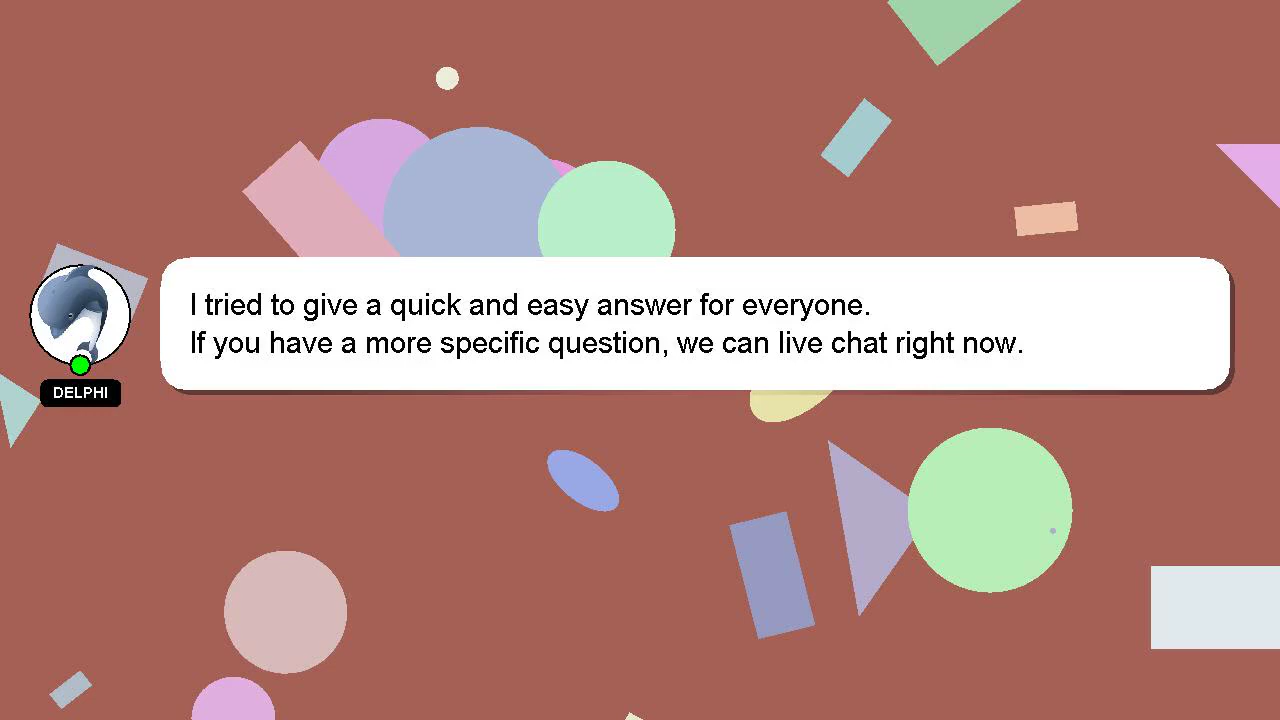 I tried to give a quick and easy answer for everyone.
If you have a more specific question, we can live chat right now.
DELPHI